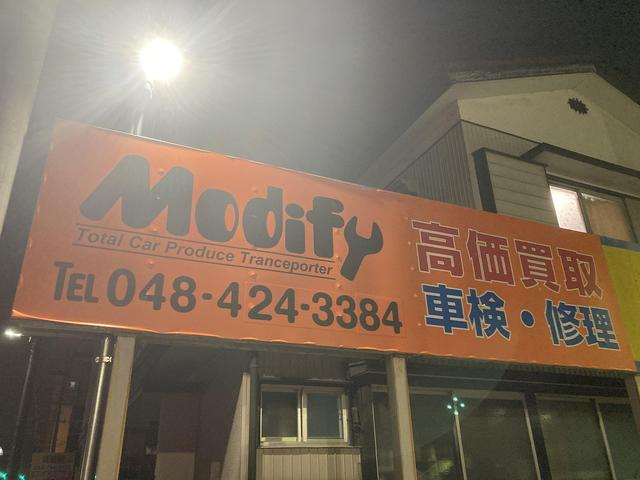 Modify
Total Car Produce Tranceporter
TEL 048-424-3384
高価買取
車検・修理